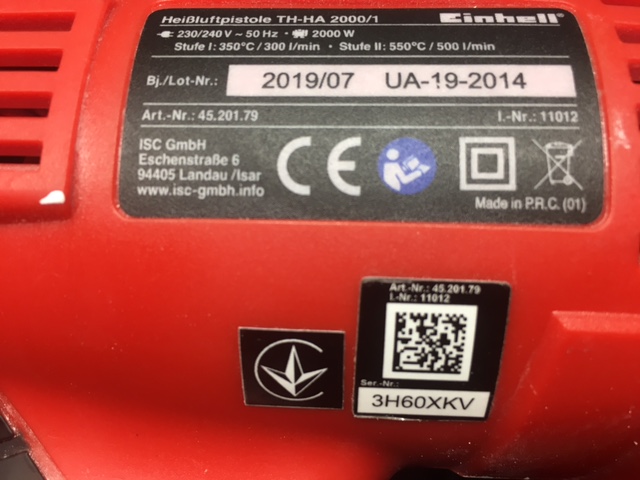 Heißluftpistole TH-HA 2000/1 Einhell
230/240 V ~ 50 Hz • 2000 W
Stufe I: 350°C / 300 l/min • Stufe II: 550°C / 500 l/min
Bj./Lot-Nr.: 2019/07 UA-19-2014
Art.-Nr.: 45.201.79 I.-Nr.: 11012
ISC GmbH
Eschenstraße 6
94405 Landau /Isar
www.isc-gmbh.info
CE
Made in P.R.C. (01)
Art.-Nr.: 45.201.79
I.-Nr.: 11012
Ser.-Nr.:
3H60XKV